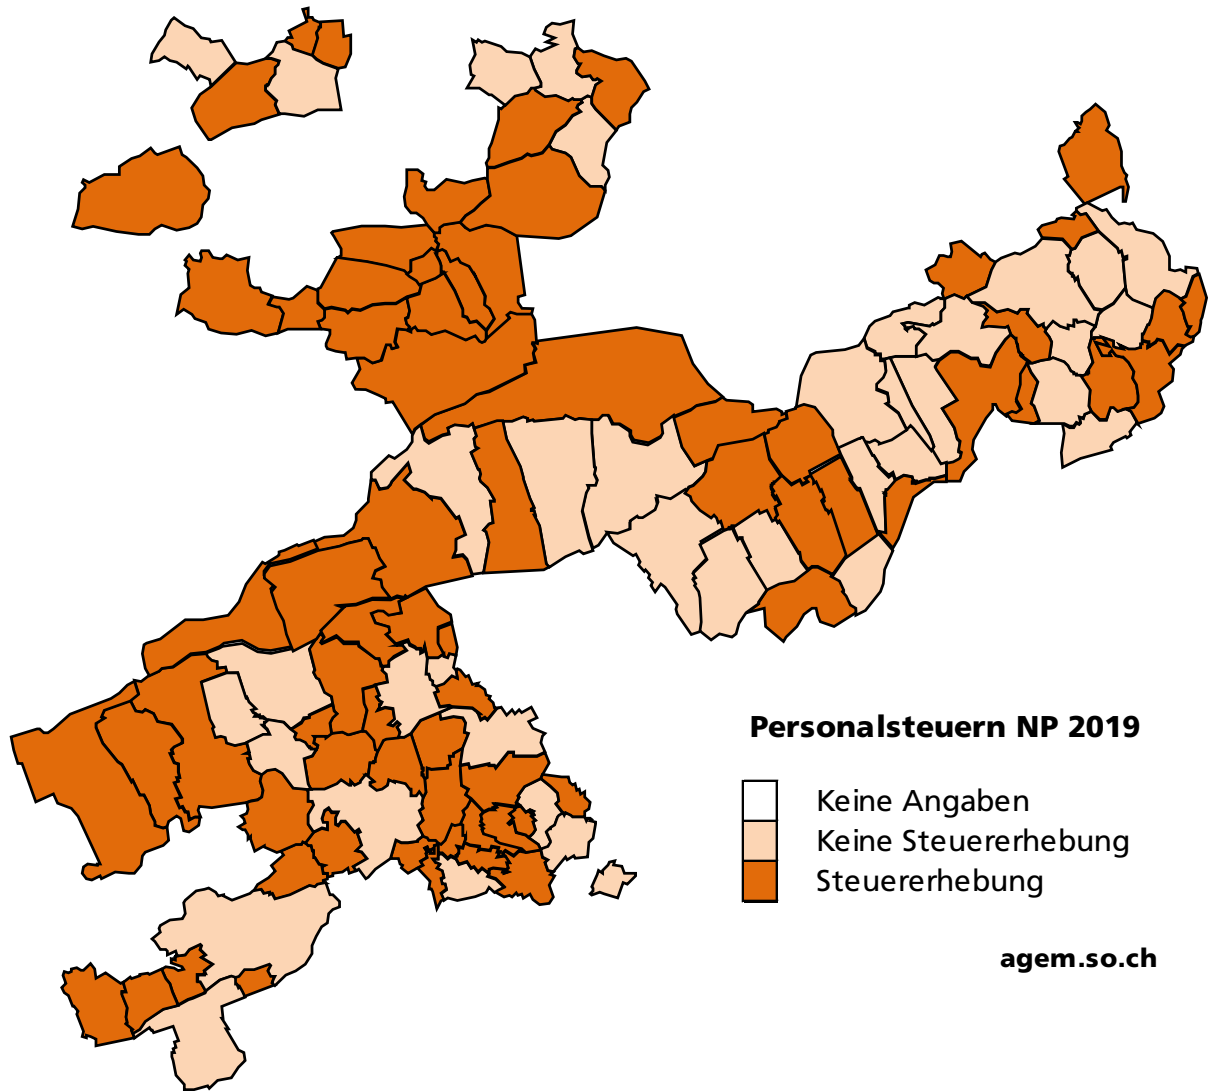 Personalsteuern NP 2019
Keine Angaben
Keine Steuererhebung
Steuererhebung
agem.so.ch